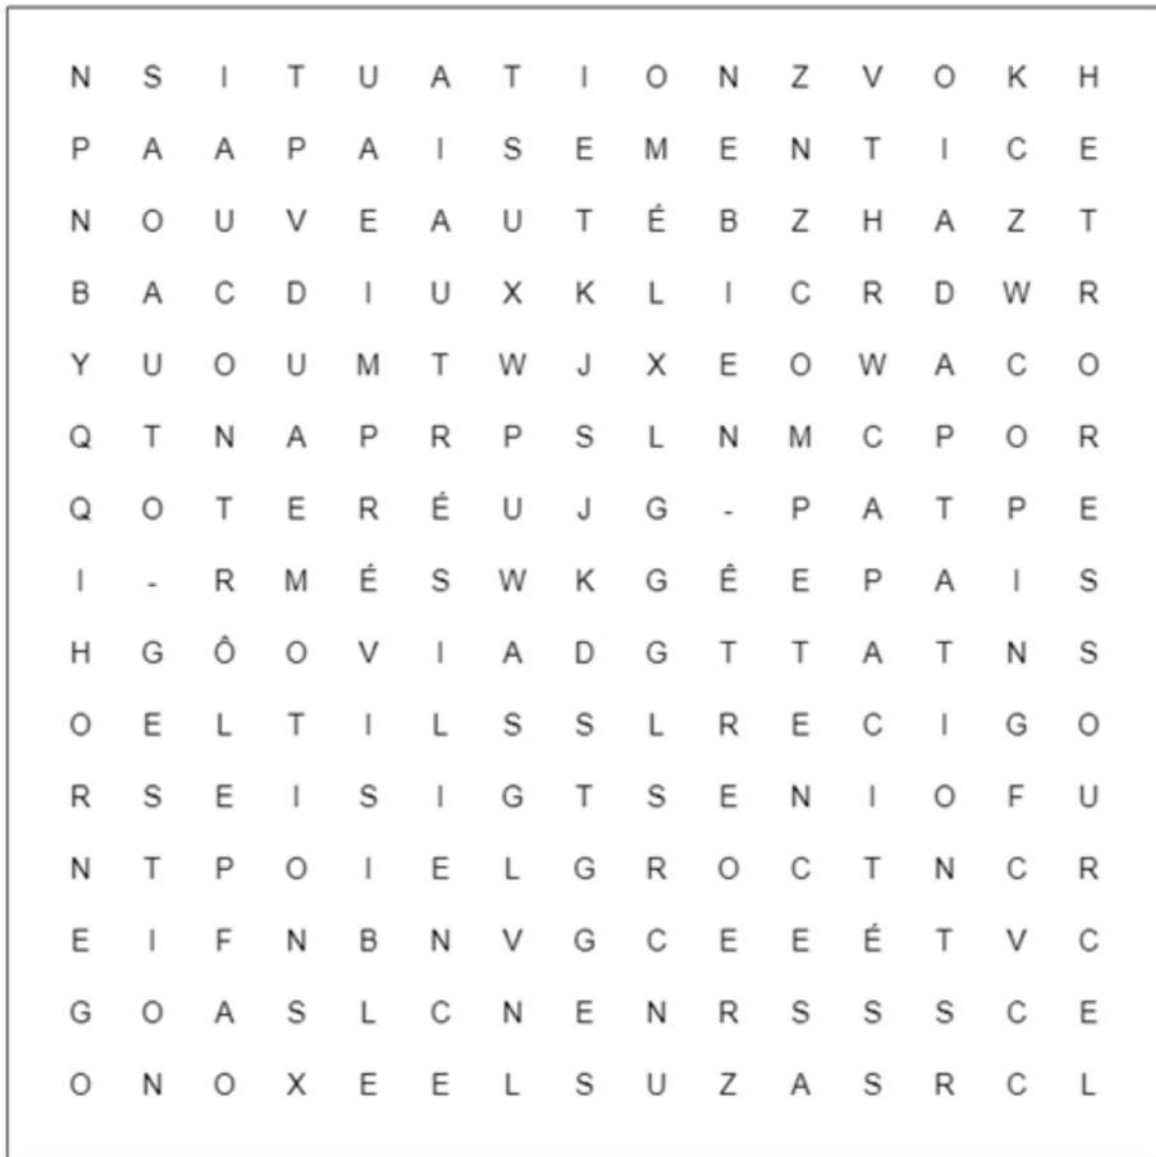 N S I T U A T I O N Z V O K H
P A A P A I S E M E N T I C E
N O U V E A U T É B Z H A Z T
B A C D I U X K L I C R D W R
Y U O U M T W J X E O W A C O
Q T N A P R P S L N M C P O R
Q O T E R É U J G - P A T P E
I - R M É S W K G Ê E P A I S
H G Ô O V I A D G T T A T N S
O E L T I L S S L R E C I G O
R S E I S I G T S E N I O F U
N T P O I E L G R O C T N C R
E I F N B N V G C E E É T V C
G O A S L C N E N R S S S C E
O N O X E E L S U Z A S R C L